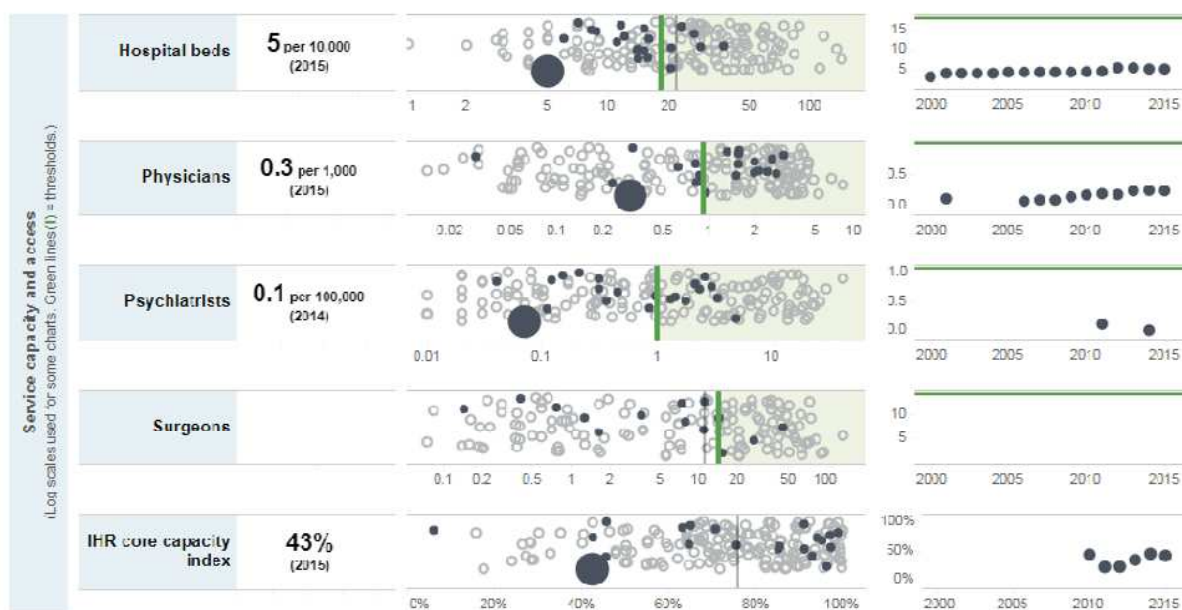 Service capacity and access
(Log scales used for some charts. Green lines (I) = thresholds.)
Hospital beds
5 per 10.000
(2015)
1 2 5 10 20 50 100
15
10
5
2000 2005 2010 2015
Physicians
0.3 per 1,000
(2015)
0.02 0.05 0.1 0.2 0.5 1 2 5 10
0.5
0.0
2000 2005 2010 2015
Psychiatrists
0.1 per 100,000
(2014)
0.01 0.1 1 10
1.0
0.5
0.0
2000 2005 2010 2015
Surgeons
0.1 0.2 0.5 1 2 5 10 20 50 100
10
5
2000 2005 2010 2015
IHR core capacity
index
43%
(2015)
0% 20% 40% 60% 80% 100%
100%
50%
0%
2000 2005 2010 2015